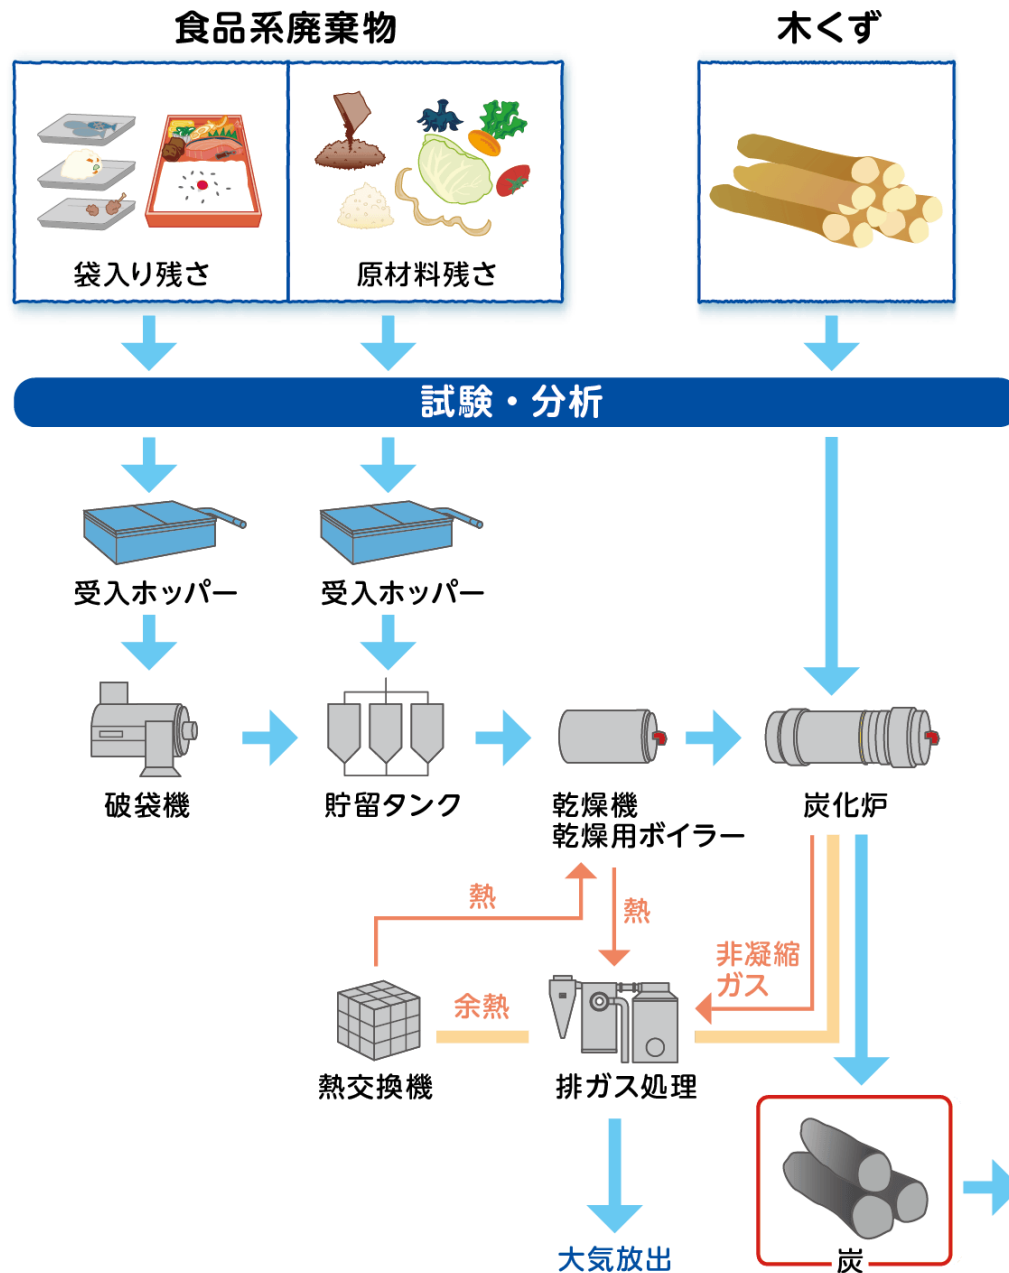 食品系廃棄物
木くず
袋入り残さ
原材料残さ
試験・分析
受入ホッパー
受入ホッパー
破袋機
貯留タンク
乾燥機
乾燥用ボイラー
炭化炉
熱
熱
非凝縮
ガス
余熱
熱交換機
排ガス処理
大気放出
炭